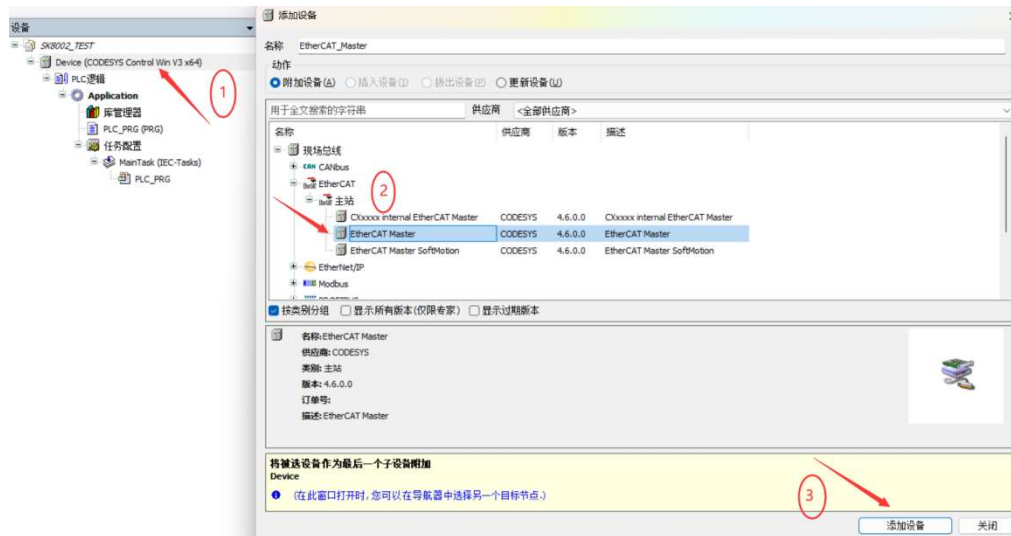 设备
SK8002_TEST
Device (CODESYS Control Win V3 x64)
PLC逻辑
Application
库管理器
PLC_PRG (PRG)
任务配置
MainTask (IEC-Tasks)
PLC_PRG
1
添加设备
名称 EtherCAT_Master
动作
附加设备(A) 插入设备(I) 拔出设备(P) 更新设备(U)
用于全文搜索的字符串 供应商 <全部供应商>
名称 供应商 版本 描述
现场总线
CAN CANbus
EtherCAT
主站
2
CXxxxx internal EtherCAT Master CODESYS 4.6.0.0 CXxxxx internal EtherCAT Master
EtherCAT Master CODESYS 4.6.0.0 EtherCAT Master
EtherCAT Master SoftMotion CODESYS 4.6.0.0 EtherCAT Master SoftMotion
EtherNet/IP
Modbus
按类别分组 显示所有版本(仅限专家) 显示过期版本
名称:EtherCAT Master
供应商:CODESYS
类别:主站
版本:4.6.0.0
订单号:
描述:EtherCAT Master
将被选设备作为最后一个子设备附加
Device
(在此窗口打开时,您可以在导航器中选择另一个目标节点.)
3
添加设备 关闭